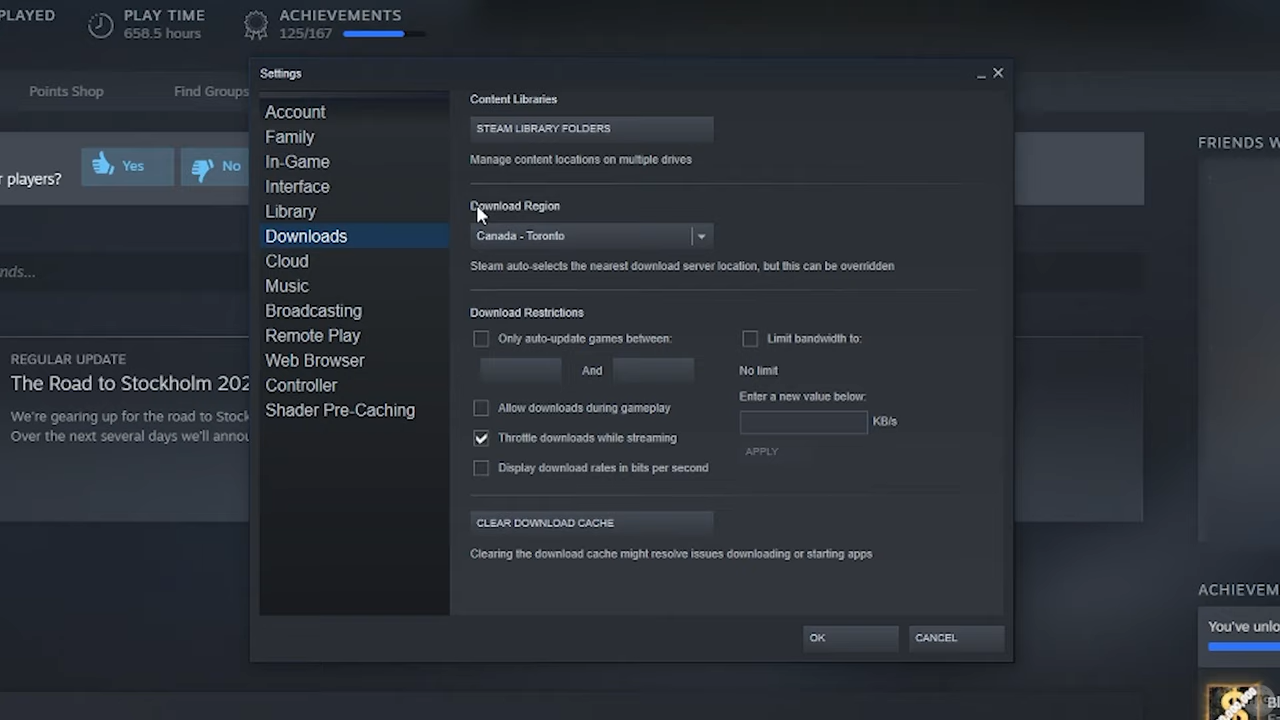 PLAYED
PLAY TIME
658.5 hours
ACHIEVEMENTS
125/167
Points Shop
Find Groups
players?
Yes
No
REGULAR UPDATE
The Road to Stockholm 202
We're gearing up for the road to Stock
Over the next several days we'll annou
Settings
Account
Family
In-Game
Interface
Library
Downloads
Cloud
Music
Broadcasting
Remote Play
Web Browser
Controller
Shader Pre-Caching
Content Libraries
STEAM LIBRARY FOLDERS
Manage content locations on multiple drives
Download Region
Canada - Toronto
Steam auto-selects the nearest download server location, but this can be overridden
Download Restrictions
Only auto-update games between:
And
Allow downloads during gameplay
Throttle downloads while streaming
Display download rates in bits per second
Limit bandwidth to:
No limit
Enter a new value below:
KB/s
APPLY
CLEAR DOWNLOAD CACHE
Clearing the download cache might resolve issues downloading or starting apps
OK
CANCEL
FRIENDS W
ACHIEVEM
You've unlo